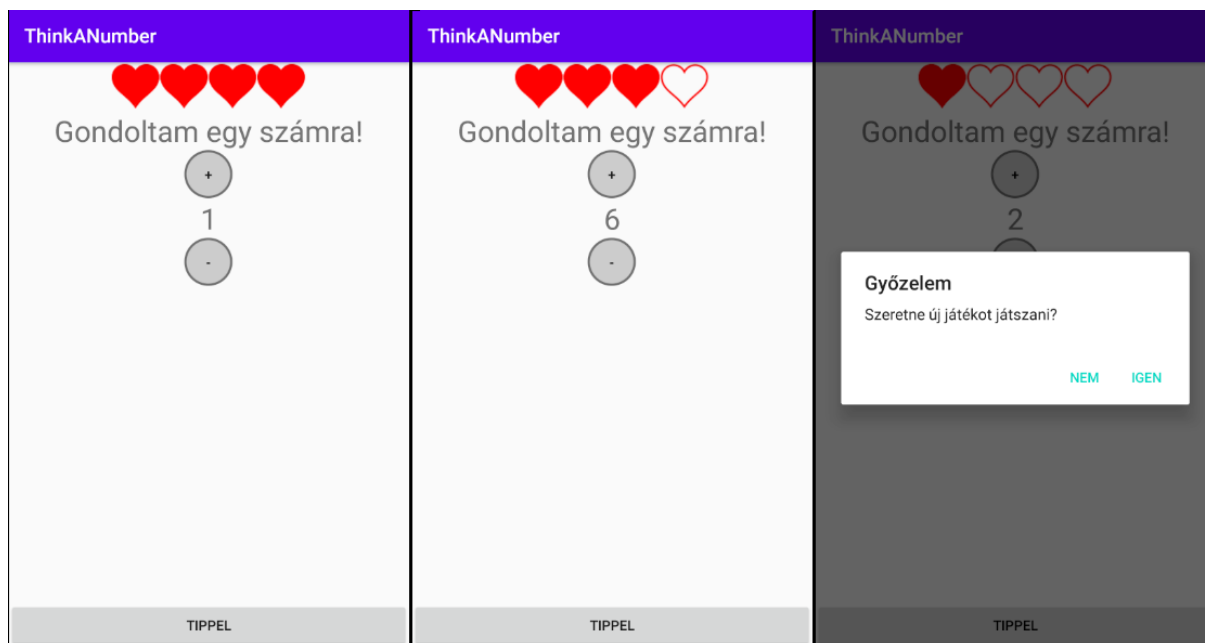 ThinkANumber
Gondoltam egy számra!
+
1
-
TIPPEL
ThinkANumber
Gondoltam egy számra!
+
6
-
TIPPEL
ThinkANumber
Gondoltam egy számra!
+
2
Győzelem
Szeretne új játékot játszani?
NEM IGEN
TIPPEL